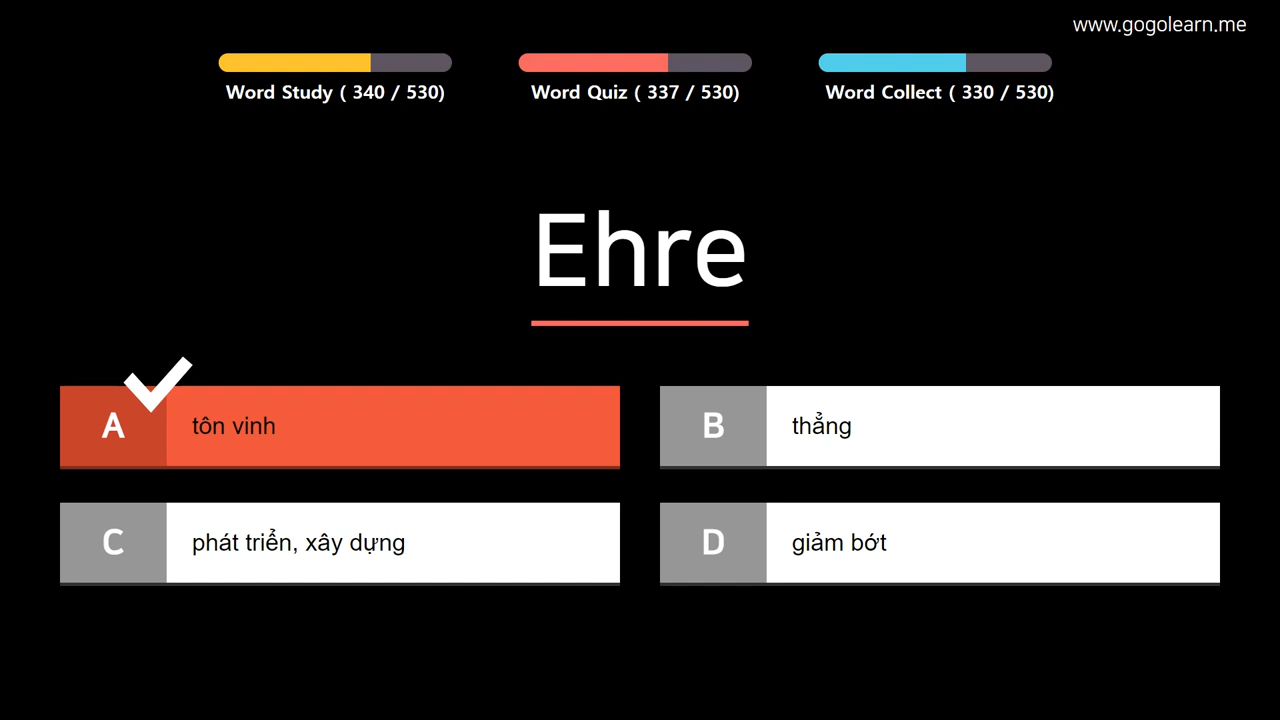 www.gogolearn.me
Word Study ( 340 / 530)
Word Quiz ( 337 / 530)
Word Collect ( 330 / 530)
Ehre
A tôn vinh
B thẳng
C phát triển, xây dựng
D giảm bớt